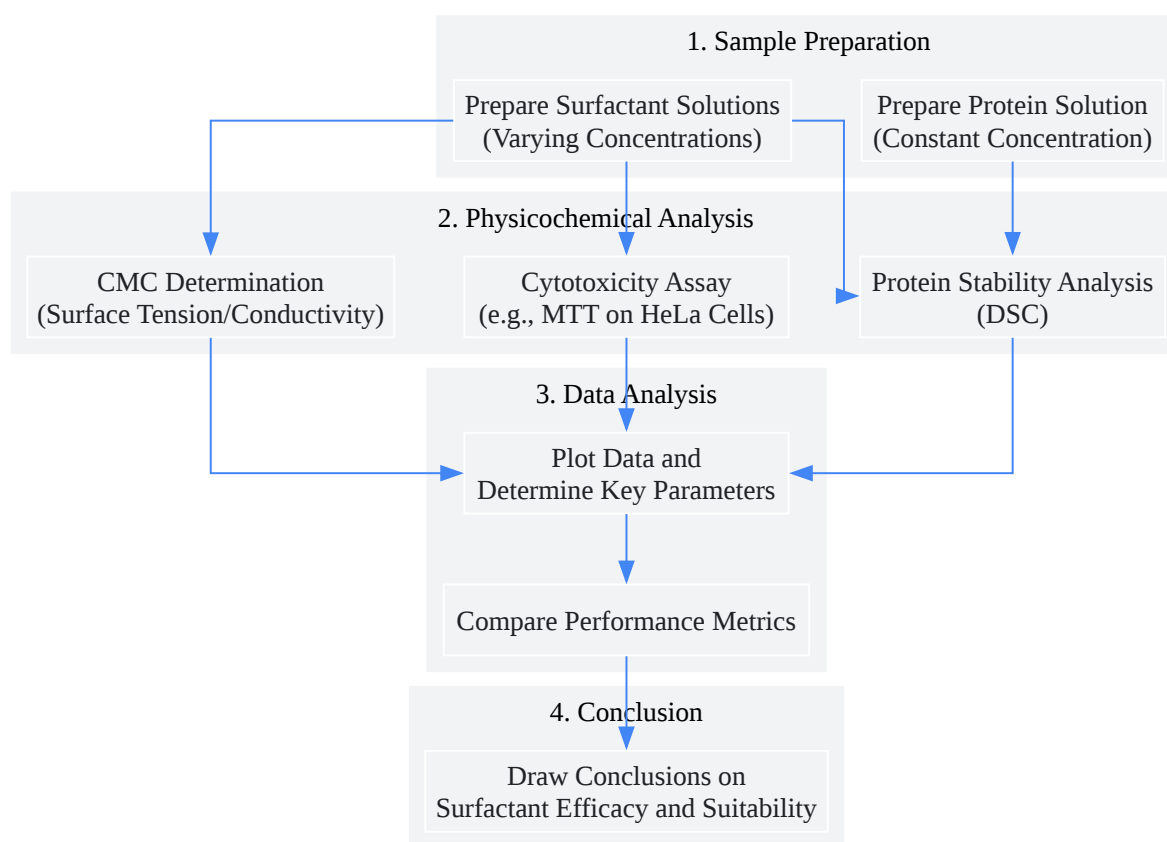 1. Sample Preparation
Prepare Surfactant Solutions
(Varying Concentrations)
Prepare Protein Solution
(Constant Concentration)
2. Physicochemical Analysis
CMC Determination
(Surface Tension/Conductivity)
Cytotoxicity Assay
(e.g., MTT on HeLa Cells)
Protein Stability Analysis
(DSC)
3. Data Analysis
Plot Data and
Determine Key Parameters
Compare Performance Metrics
4. Conclusion
Draw Conclusions on
Surfactant Efficacy and Suitability